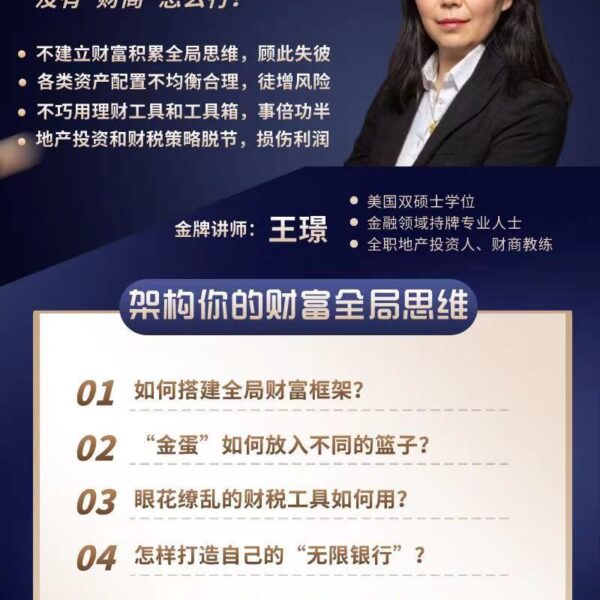 没有“财商”怎么行？
不建立财富积累全局思维，顾此失彼
各类资产配置不均衡合理，徒增风险
不巧用理财工具和工具箱，事倍功半
地产投资和财税策略脱节，损伤利润
金牌讲师：王璟
美国双硕士学位
金融领域持牌专业人士
全职地产投资人、财商教练
架构你的财富全局思维
01 如何搭建全局财富框架？
02 “金蛋”如何放入不同的篮子？
03 眼花缭乱的财税工具如何用？
04 怎样打造自己的“无限银行”？